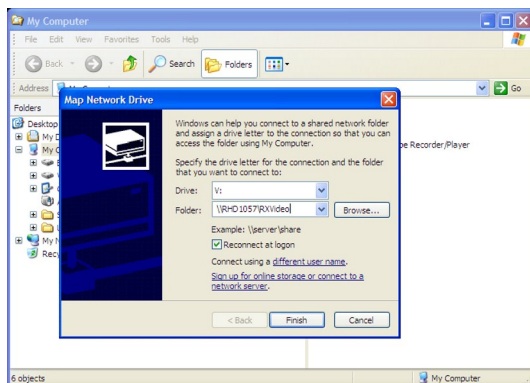 My Computer
File Edit View Favorites Tools Help
Back Search Folders
Address Go
Folders
Desktop
My D
My C
My N
Recy
pe Recorder/Player
Map Network Drive
Windows can help you connect to a shared network folder
and assign a drive letter to the connection so that you can
access the folder using My Computer.
Specify the drive letter for the connection and the folder
that you want to connect to:
Drive: V:
Folder: \\RHD1057\RXVideo Browse...
Example: \\server\share
Reconnect at logon
Connect using a different user name.
Sign up for online storage or connect to a
network server.
< Back Finish Cancel
6 objects My Computer